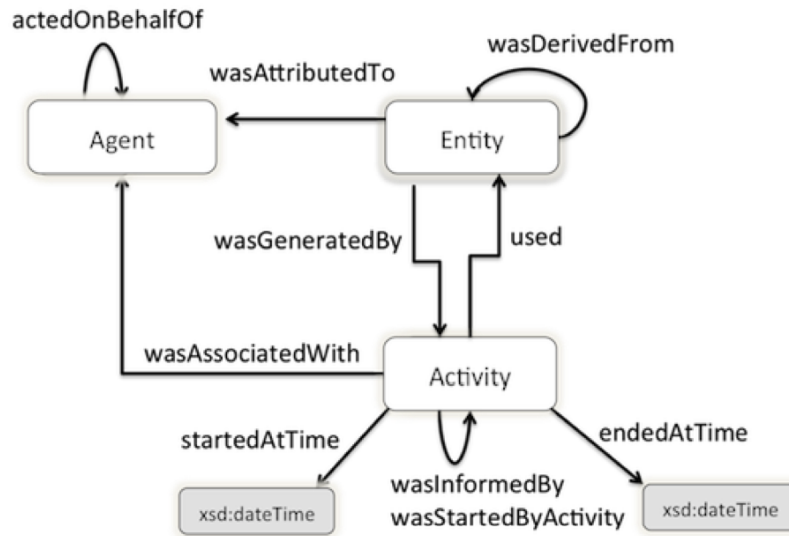 actedOnBehalfOf
wasDerivedFrom
wasAttributedTo
Agent
Entity
wasGeneratedBy
used
wasAssociatedWith
Activity
startedAtTime
endedAtTime
wasInformedBy
wasStartedByActivity
xsd:dateTime
xsd:dateTime